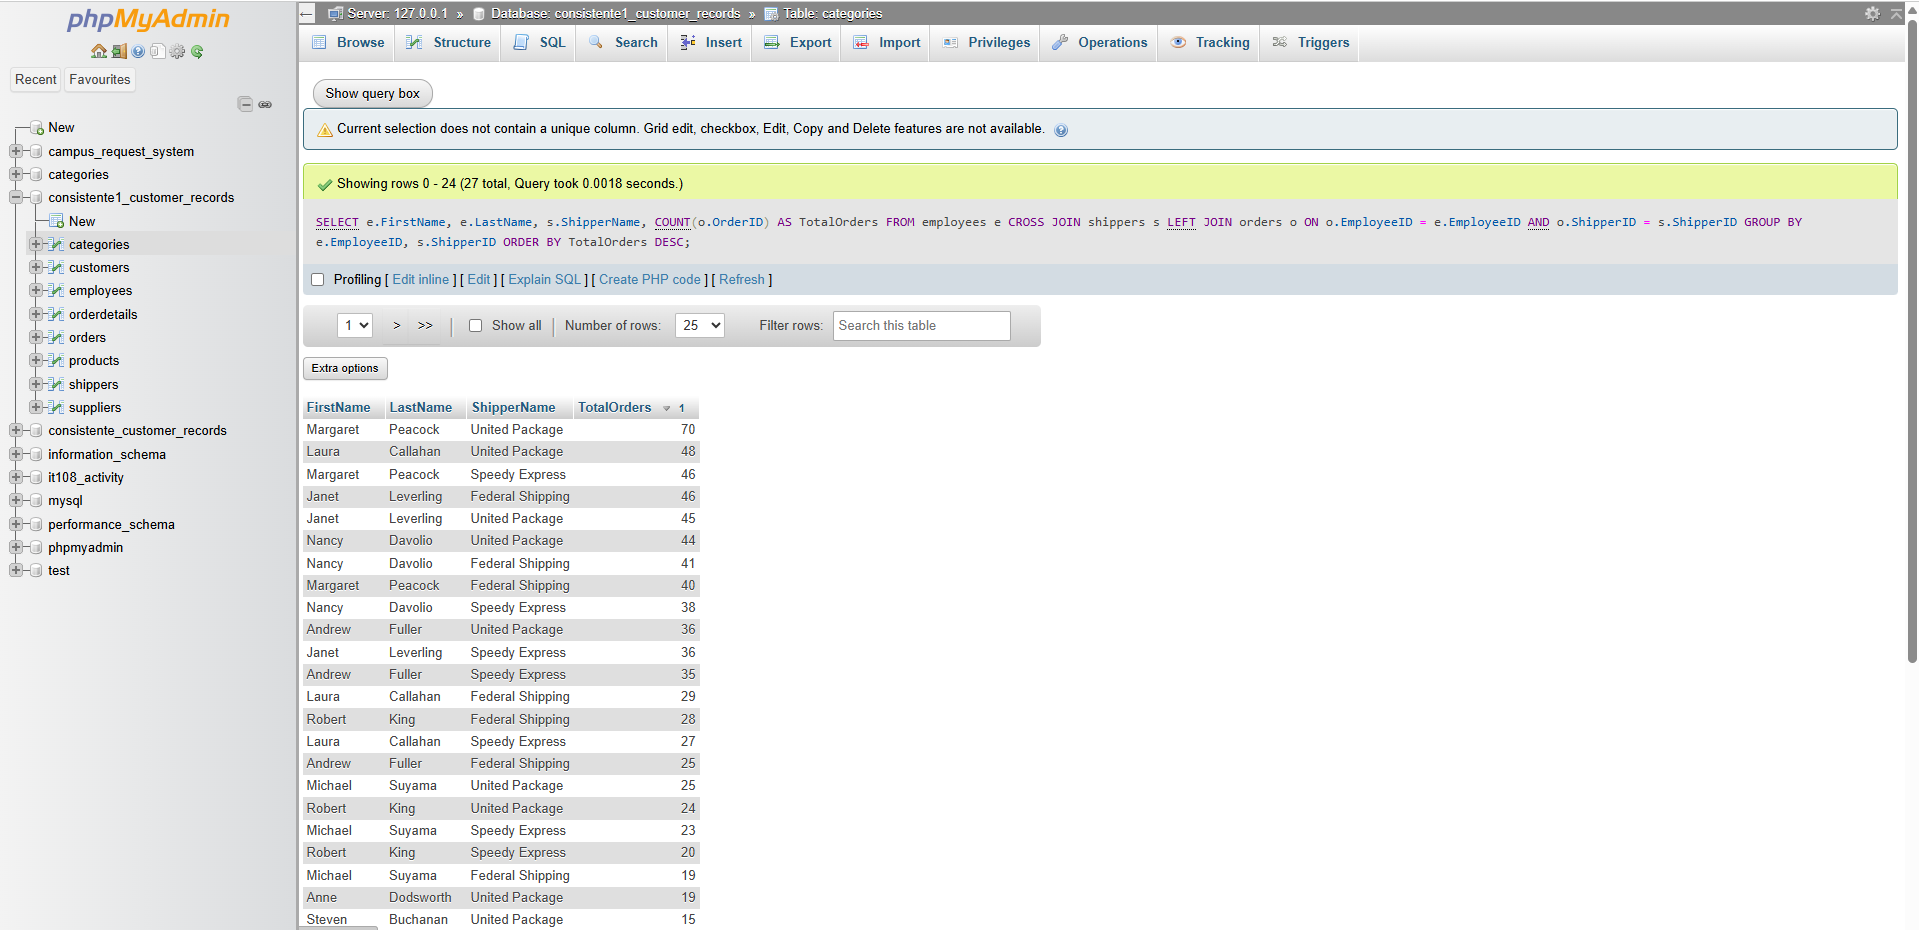 phpMyAdmin
Recent Favourites
New
campus_request_system
categories
consistente1_customer_records
New
categories
customers
employees
orderdetails
orders
products
shippers
suppliers
consistente_customer_records
information_schema
it108_activity
mysql
performance_schema
phpmyadmin
test
Server: 127.0.0.1 » Database: consistente1_customer_records » Table: categories
Browse Structure SQL Search Insert Export Import Privileges Operations Tracking Triggers
Show query box
Current selection does not contain a unique column. Grid edit, checkbox, Edit, Copy and Delete features are not available.
Showing rows 0 - 24 (27 total, Query took 0.0018 seconds.)
SELECT e.FirstName, e.LastName, s.ShipperName, COUNT(o.OrderID) AS TotalOrders FROM employees e CROSS JOIN shippers s LEFT JOIN orders o ON o.EmployeeID = e.EmployeeID AND o.ShipperID = s.ShipperID GROUP BY
e.EmployeeID, s.ShipperID ORDER BY TotalOrders DESC;
Profiling [ Edit inline ] [ Edit ] [ Explain SQL ] [ Create PHP code ] [ Refresh ]
1 > >> | Show all | Number of rows: 25 Filter rows: Search this table
Extra options
FirstName LastName ShipperName TotalOrders 1
Margaret Peacock United Package 70
Laura Callahan United Package 48
Margaret Peacock Speedy Express 46
Janet Leverling Federal Shipping 46
Janet Leverling United Package 45
Nancy Davolio United Package 44
Nancy Davolio Federal Shipping 41
Margaret Peacock Federal Shipping 40
Nancy Davolio Speedy Express 38
Andrew Fuller United Package 36
Janet Leverling Speedy Express 36
Andrew Fuller Speedy Express 35
Laura Callahan Federal Shipping 29
Robert King Federal Shipping 28
Laura Callahan Speedy Express 27
Andrew Fuller Federal Shipping 25
Michael Suyama United Package 25
Robert King United Package 24
Michael Suyama Speedy Express 23
Robert King Speedy Express 20
Michael Suyama Federal Shipping 19
Anne Dodsworth United Package 19
Steven Buchanan United Package 15